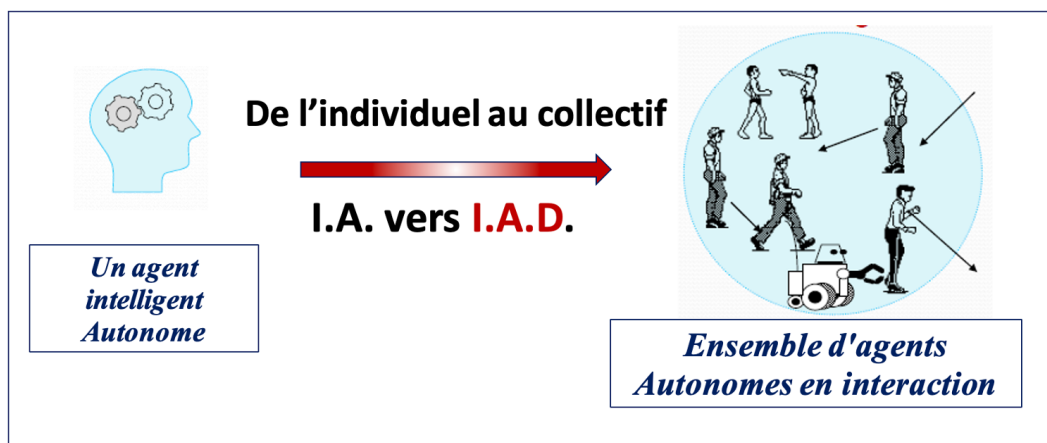 De l’individuel au collectif
I.A. vers I.A.D.
Un agent
intelligent
Autonome
Ensemble d'agents
Autonomes en interaction